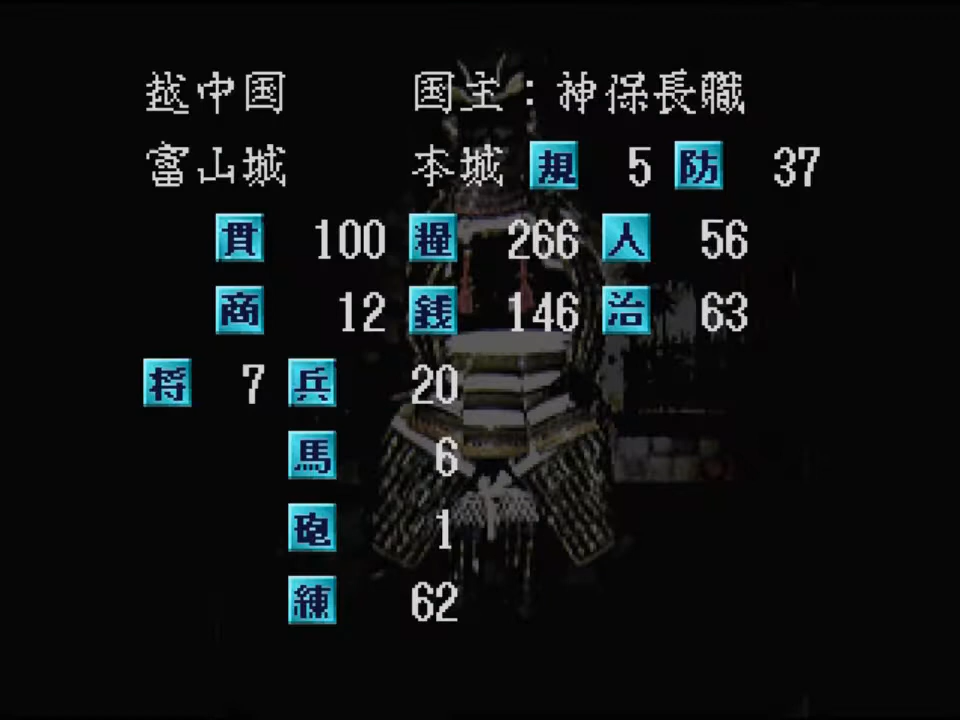 越中国 国主：神保長職
富山城 本城 規 5 防 37
貫 100 糧 266 人 56
商 12 銭 146 治 63
将 7 兵 20
馬 6
砲 1
練 62